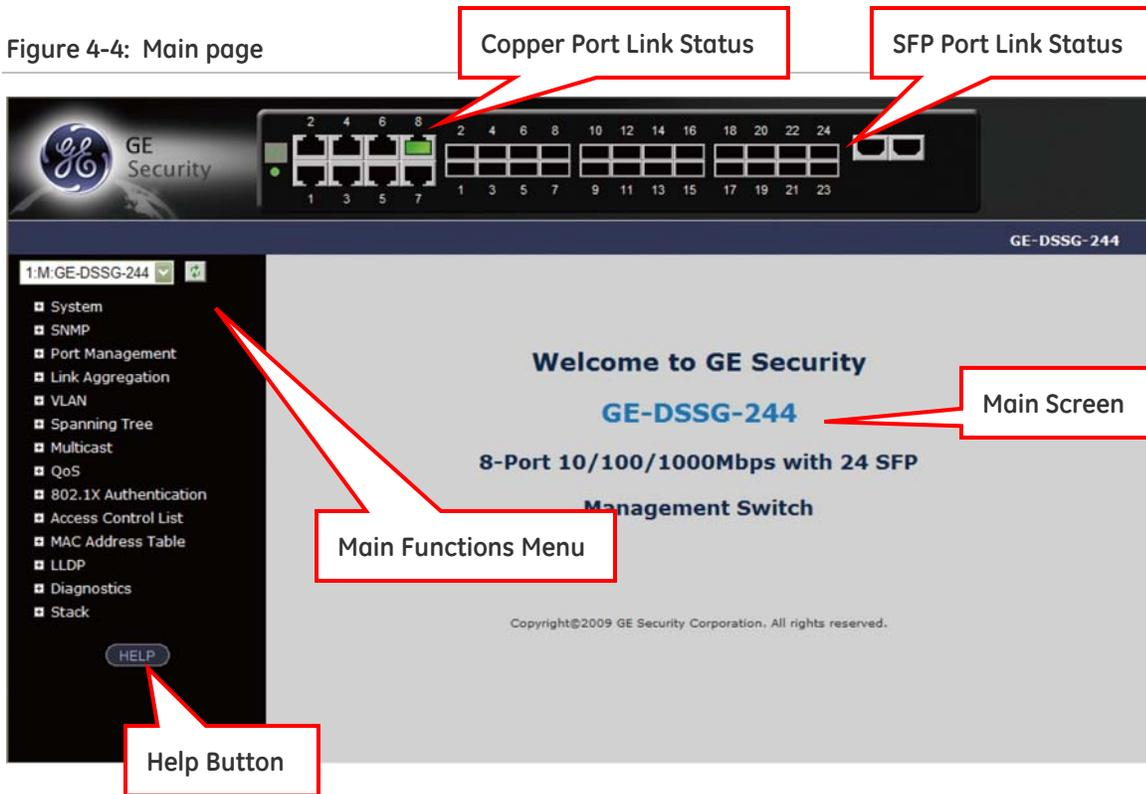 Figure 4-4: Main page
Copper Port Link Status
SFP Port Link Status
GE
Security
2 4 6 8
2 4 6 8 10 12 14 16 18 20 22 24
1 3 5 7
1 3 5 7 9 11 13 15 17 19 21 23
GE-DSSG-244
1:M:GE-DSSG-244
System
SNMP
Port Management
Link Aggregation
VLAN
Spanning Tree
Multicast
QoS
802.1X Authentication
Access Control List
MAC Address Table
LLDP
Diagnostics
Stack
HELP
Welcome to GE Security
GE-DSSG-244
8-Port 10/100/1000Mbps with 24 SFP
Management Switch
Main Screen
Main Functions Menu
Copyright©2009 GE Security Corporation. All rights reserved.
Help Button